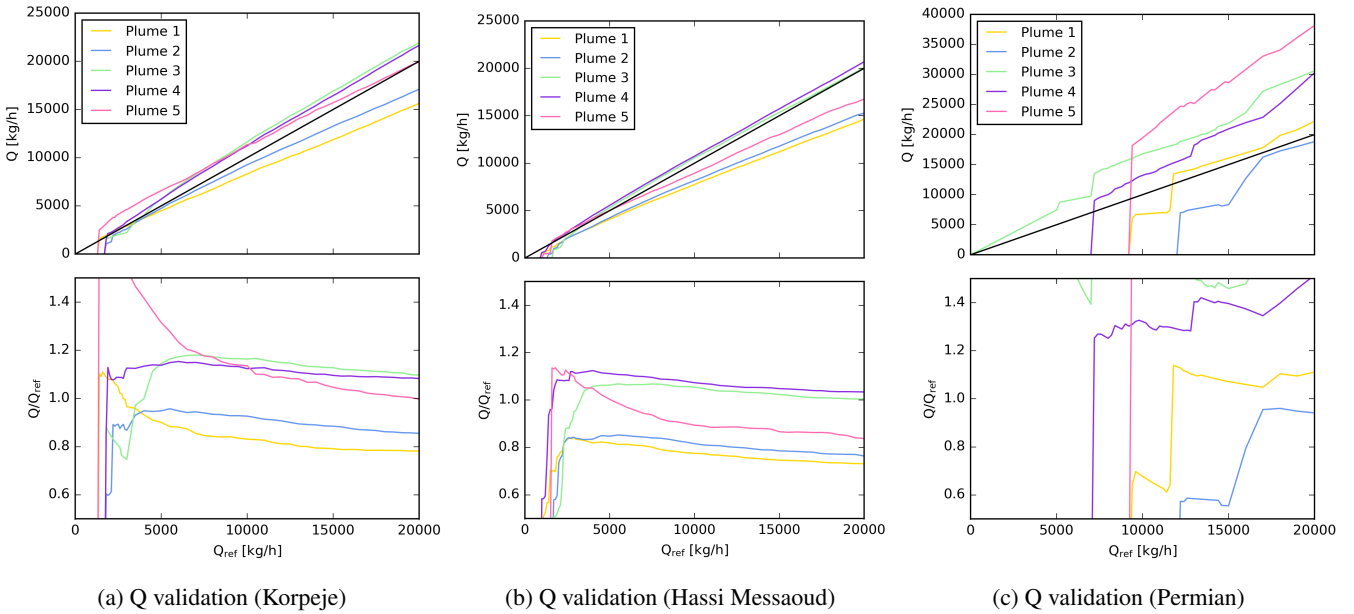 25000
20000
15000
10000
5000
0
Q [kg/h]
Plume 1
Plume 2
Plume 3
Plume 4
Plume 5
1.4
1.2
1.0
0.8
0.6
Q/Qref
0 5000 10000 15000 20000
Qref [kg/h]
(a) Q validation (Korpeje)
25000
20000
15000
10000
5000
0
Q [kg/h]
Plume 1
Plume 2
Plume 3
Plume 4
Plume 5
1.4
1.2
1.0
0.8
0.6
Q/Qref
0 5000 10000 15000 20000
Qref [kg/h]
(b) Q validation (Hassi Messaoud)
40000
35000
30000
25000
20000
15000
10000
5000
0
Q [kg/h]
Plume 1
Plume 2
Plume 3
Plume 4
Plume 5
1.4
1.2
1.0
0.8
0.6
Q/Qref
0 5000 10000 15000 20000
Qref [kg/h]
(c) Q validation (Permian)